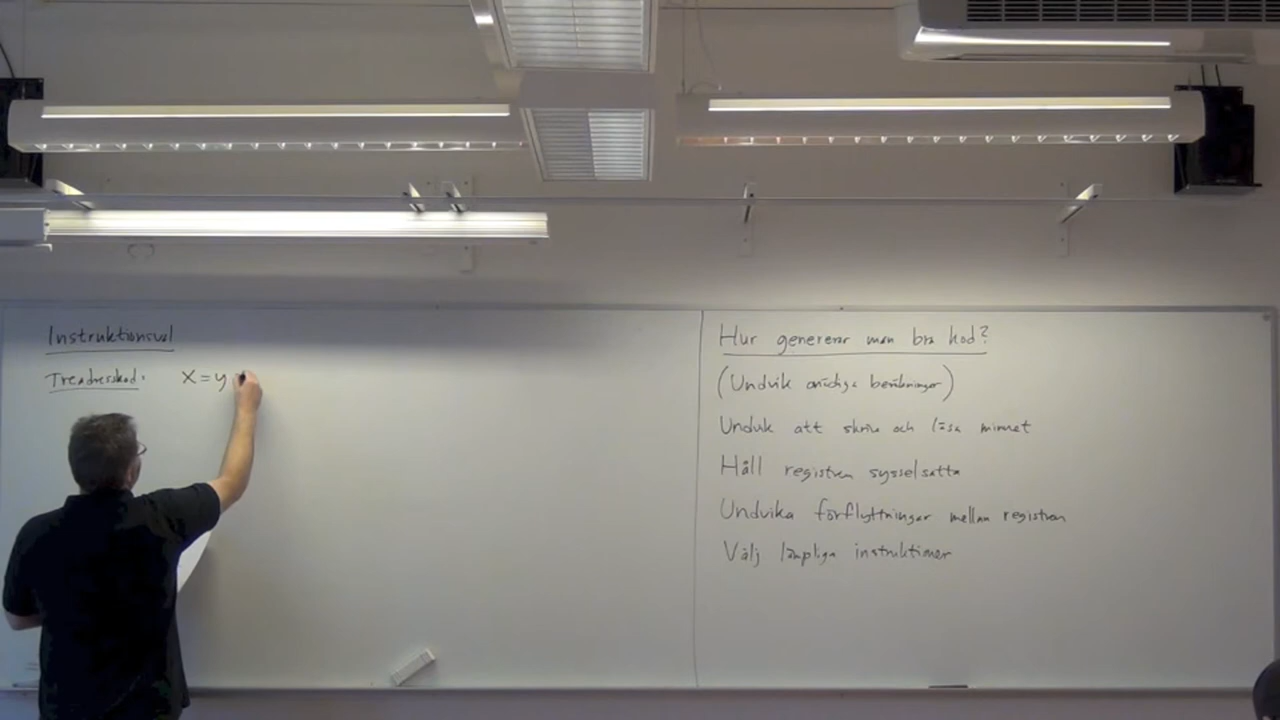 Instruktionsval
Treadresskod: X = y
Hur genererar man bra kod?
(Undvik onödiga beräkningar)
Undvik att skriva och läsa minnet
Håll registren sysselsatta
Undvika förflyttningar mellan registren
Välj lämpliga instruktioner